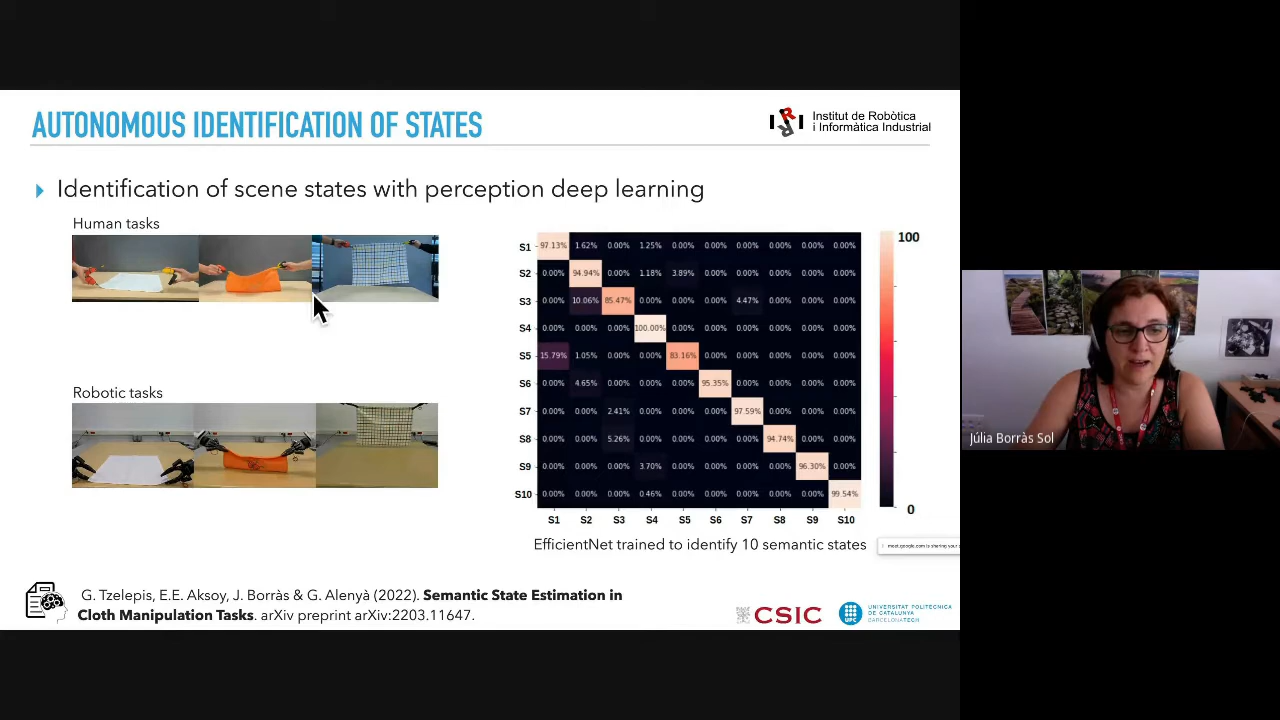 AUTONOMOUS IDENTIFICATION OF STATES
Institut de Robòtica
i Informàtica Industrial
Identification of scene states with perception deep learning
Human tasks
Robotic tasks
S1 97.13% 1.62% 0.00% 1.25% 0.00% 0.00% 0.00% 0.00% 0.00% 0.00%
S2 0.00% 94.94% 0.00% 1.18% 3.89% 0.00% 0.00% 0.00% 0.00% 0.00%
S3 0.00% 10.06% 85.47% 0.00% 0.00% 0.00% 4.47% 0.00% 0.00% 0.00%
S4 0.00% 0.00% 0.00% 100.00% 0.00% 0.00% 0.00% 0.00% 0.00% 0.00%
S5 15.79% 1.05% 0.00% 0.00% 83.16% 0.00% 0.00% 0.00% 0.00% 0.00%
S6 0.00% 4.65% 0.00% 0.00% 0.00% 95.35% 0.00% 0.00% 0.00% 0.00%
S7 0.00% 0.00% 2.41% 0.00% 0.00% 0.00% 97.59% 0.00% 0.00% 0.00%
S8 0.00% 0.00% 5.26% 0.00% 0.00% 0.00% 0.00% 94.74% 0.00% 0.00%
S9 0.00% 0.00% 0.00% 3.70% 0.00% 0.00% 0.00% 0.00% 96.30% 0.00%
S10 0.00% 0.00% 0.00% 0.46% 0.00% 0.00% 0.00% 0.00% 0.00% 99.54%
S1 S2 S3 S4 S5 S6 S7 S8 S9 S10
100
0
EfficientNet trained to identify 10 semantic states
meet.google.com is sharing your
G. Tzelepis, E.E. Aksoy, J. Borràs & G. Alenyà (2022). Semantic State Estimation in
Cloth Manipulation Tasks. arXiv preprint arXiv:2203.11647.
CSIC
UPC
UNIVERSITAT POLITÈCNICA
DE CATALUNYA
BARCELONATECH
Júlia Borràs Sol